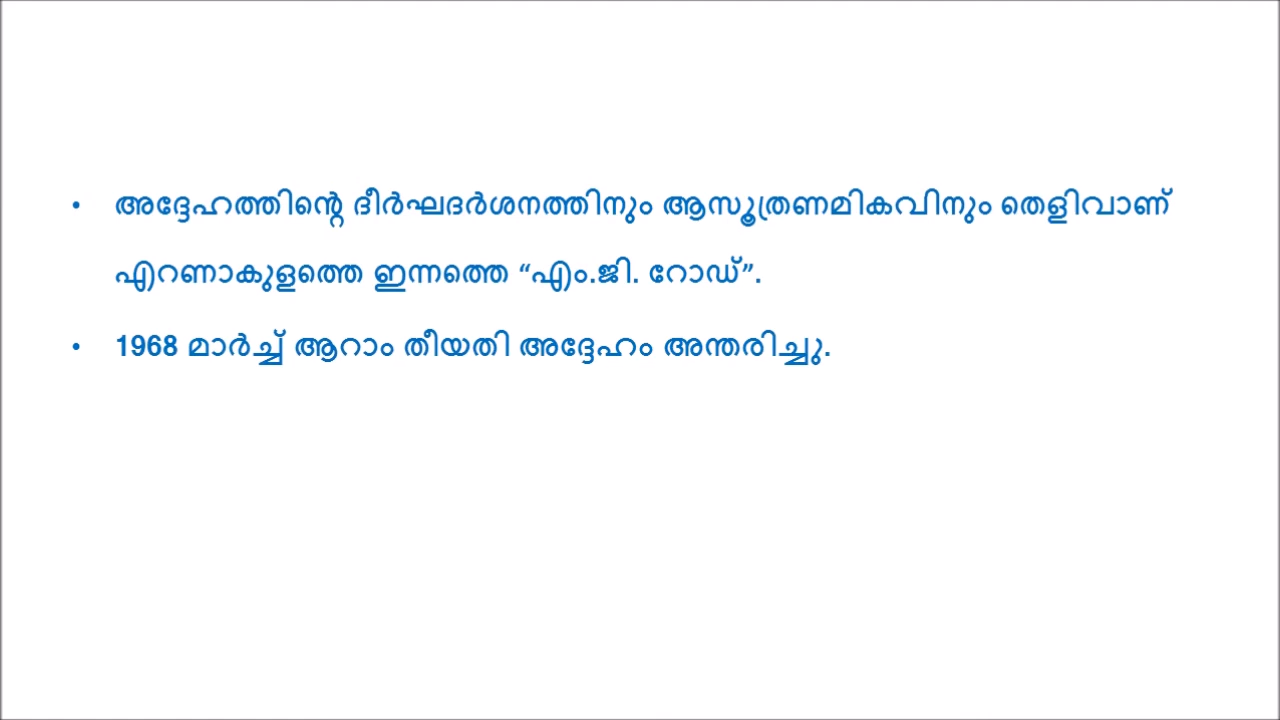 • അദ്ദേഹത്തിന്റെ ദീർഘദർശനത്തിനും ആസൂത്രണമികവിനും തെളിവാണ്
എറണാകുളത്തെ ഇന്നത്തെ “എം.ജി. റോഡ്”.
• 1968 മാർച്ച് ആറാം തീയതി അദ്ദേഹം അന്തരിച്ചു.